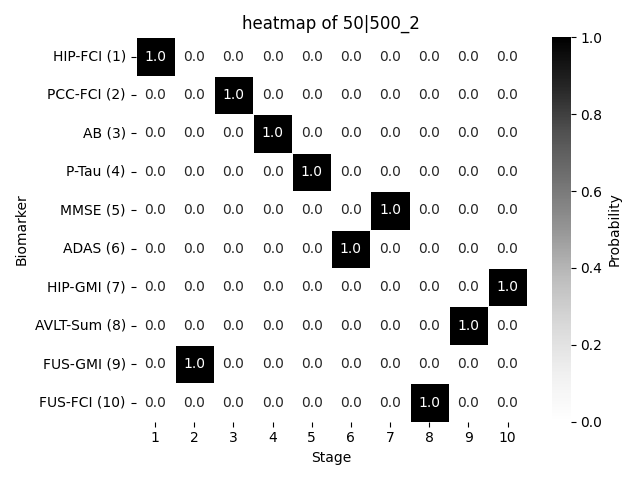 heatmap of 50|500_2
HIP-FCI (1) 1.0 0.0 0.0 0.0 0.0 0.0 0.0 0.0 0.0 0.0
PCC-FCI (2) 0.0 0.0 1.0 0.0 0.0 0.0 0.0 0.0 0.0 0.0
AB (3) 0.0 0.0 0.0 1.0 0.0 0.0 0.0 0.0 0.0 0.0
P-Tau (4) 0.0 0.0 0.0 0.0 1.0 0.0 0.0 0.0 0.0 0.0
MMSE (5) 0.0 0.0 0.0 0.0 0.0 0.0 1.0 0.0 0.0 0.0
ADAS (6) 0.0 0.0 0.0 0.0 0.0 1.0 0.0 0.0 0.0 0.0
HIP-GMI (7) 0.0 0.0 0.0 0.0 0.0 0.0 0.0 0.0 0.0 1.0
AVLT-Sum (8) 0.0 0.0 0.0 0.0 0.0 0.0 0.0 0.0 1.0 0.0
FUS-GMI (9) 0.0 1.0 0.0 0.0 0.0 0.0 0.0 0.0 0.0 0.0
FUS-FCI (10) 0.0 0.0 0.0 0.0 0.0 0.0 0.0 1.0 0.0 0.0
1 2 3 4 5 6 7 8 9 10
Stage
Biomarker
1.0
0.8
0.6
0.4
0.2
0.0
Probability